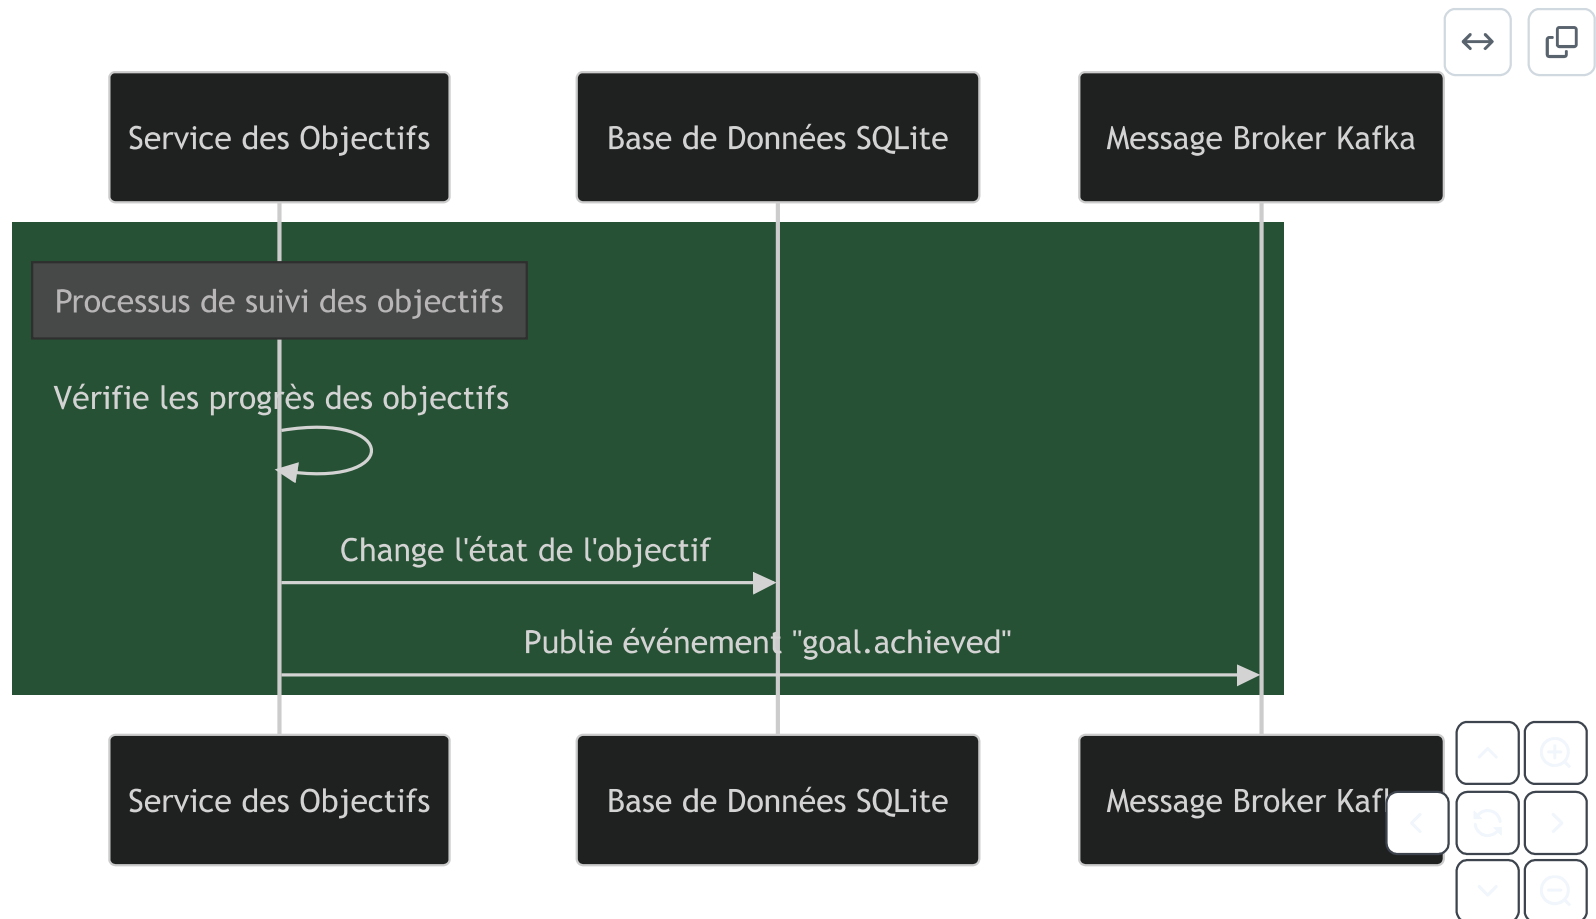 Service des Objectifs
Base de Données SQLite
Message Broker Kafka
Processus de suivi des objectifs
Vérifie les progrès des objectifs
Change l'état de l'objectif
Publie événement "goal.achieved"
Service des Objectifs
Base de Données SQLite
Message Broker